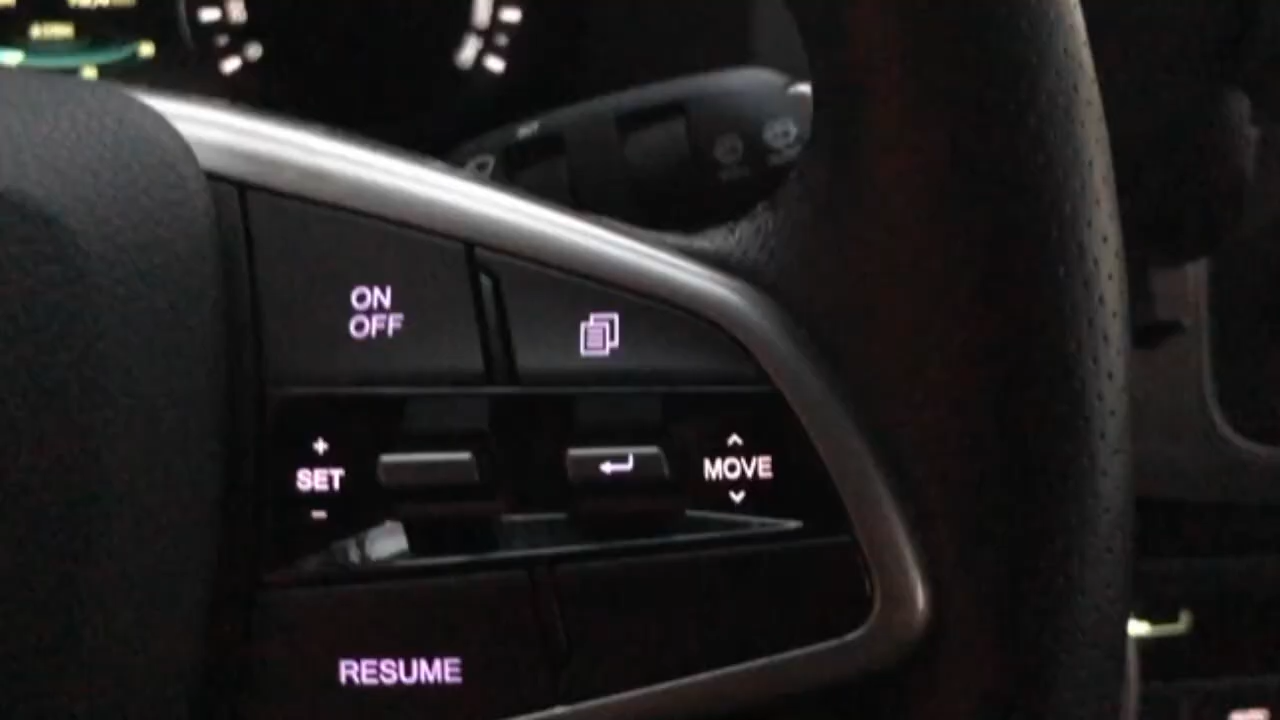 ON
OFF
+
SET
-
MOVE
RESUME